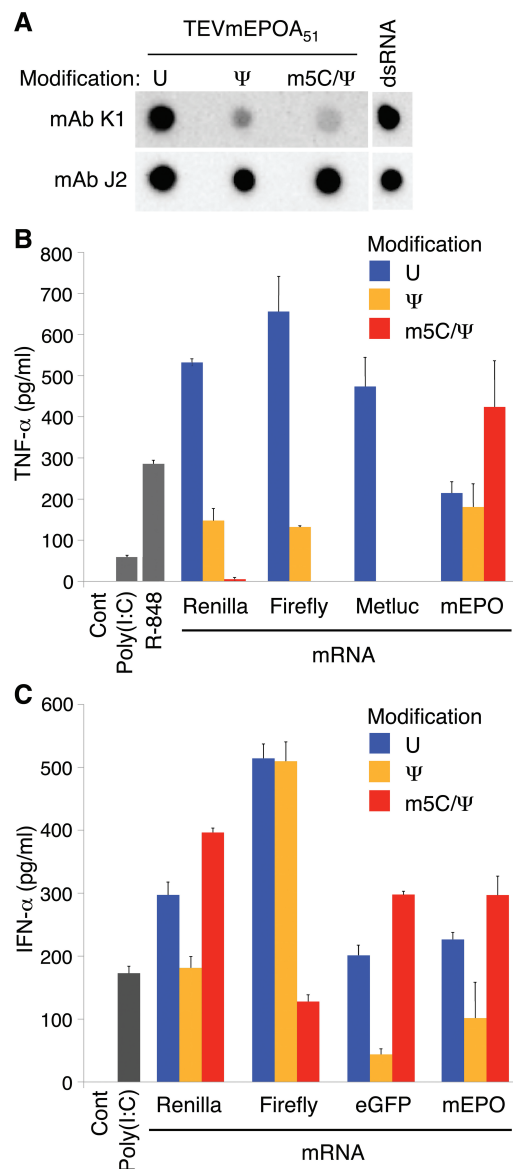 A
TEVmEPOA51
dsRNA
Modification: U Ψ m5C/Ψ
mAb K1
mAb J2
B
800
700
600
500
400
300
200
100
0
TNF-α (pg/ml)
Modification
U
Ψ
m5C/Ψ
Cont
Poly(I:C)
R-848
Renilla Firefly Metluc mEPO
mRNA
C
600
500
400
300
200
100
0
IFN-α (pg/ml)
Modification
U
Ψ
m5C/Ψ
Cont
Poly(I:C)
Renilla Firefly eGFP mEPO
mRNA